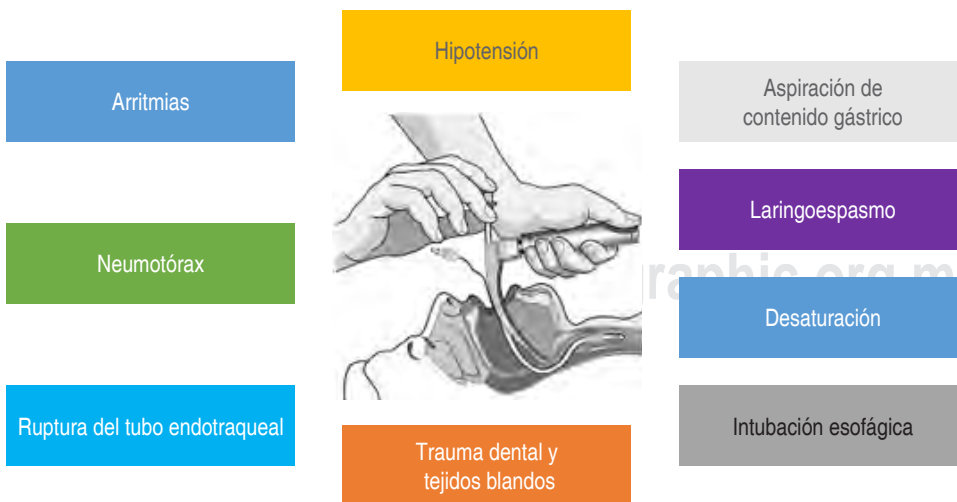 Hipotensión
Arritmias
Aspiración de
contenido gástrico
Laringoespasmo
Neumotórax
Desaturación
Ruptura del tubo endotraqueal
Intubación esofágica
Trauma dental y
tejidos blandos